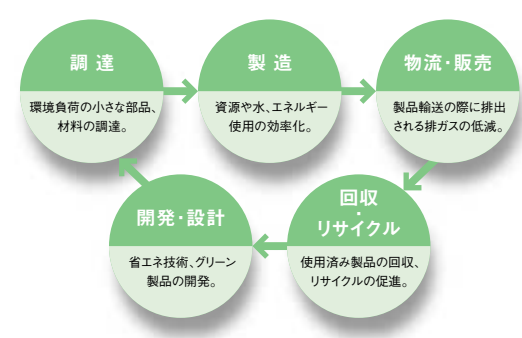 調達
環境負荷の小さな部品、
材料の調達。
製造
資源や水、エネルギー
使用の効率化。
物流・販売
製品輸送の際に排出
される排ガスの低減。
回収
・
リサイクル
使用済み製品の回収、
リサイクルの促進。
開発・設計
省エネ技術、グリーン
製品の開発。